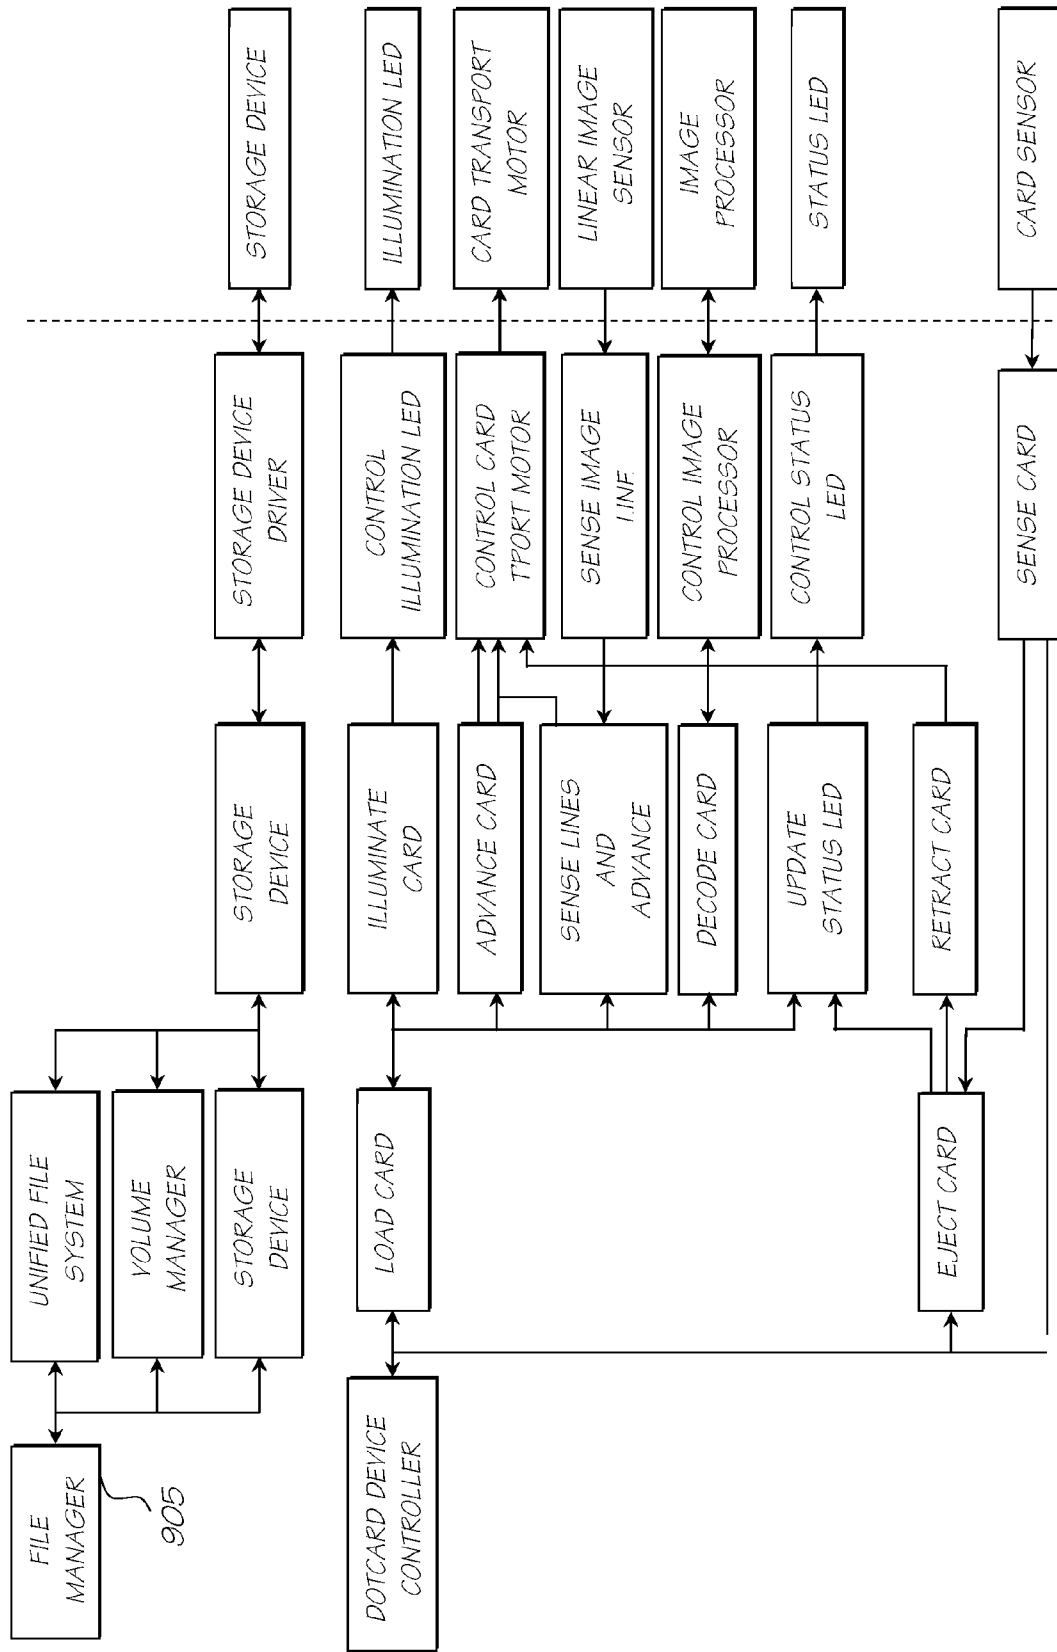 FILE
MANAGER
905
UNIFIED FILE
SYSTEM
VOLUME
MANAGER
STORAGE
DEVICE
STORAGE
DEVICE
STORAGE DEVICE
DRIVER
STORAGE DEVICE
DOTCARD DEVICE
CONTROLLER
LOAD CARD
ILLUMINATE
CARD
CONTROL
ILLUMINATION LED
ILLUMINATION LED
ADVANCE CARD
CONTROL CARD
T'PORT MOTOR
CARD TRANSPORT
MOTOR
SENSE LINES
AND
ADVANCE
SENSE IMAGE
I.INF.
LINEAR IMAGE
SENSOR
DECODE CARD
CONTROL IMAGE
PROCESSOR
IMAGE
PROCESSOR
UPDATE
STATUS LED
CONTROL STATUS
LED
STATUS LED
EJECT CARD
RETRACT CARD
SENSE CARD
CARD SENSOR